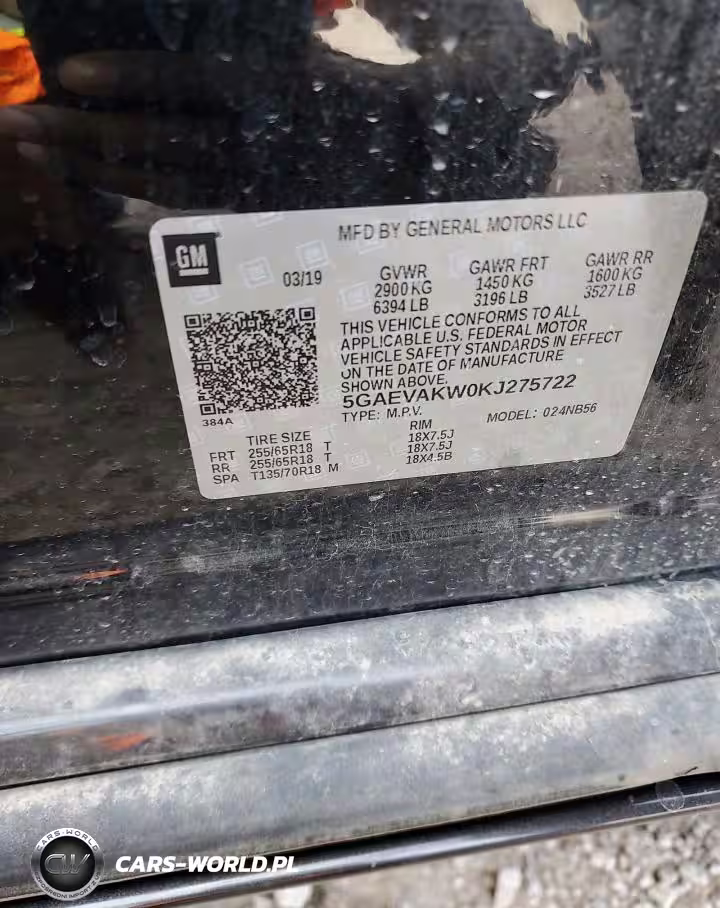 GM
MFD BY GENERAL MOTORS LLC
03/19
GVWR
2900 KG
6394 LB
GAWR FRT
1450 KG
3196 LB
GAWR RR
1600 KG
3527 LB
THIS VEHICLE CONFORMS TO ALL
APPLICABLE U.S. FEDERAL MOTOR
VEHICLE SAFETY STANDARDS IN EFFECT
ON THE DATE OF MANUFACTURE
SHOWN ABOVE.
384A
5GAEVAKW0KJ275722
TYPE: M.P.V. MODEL: 024NB56
TIRE SIZE RIM
FRT 255/65R18 T 18X7.5J
RR 255/65R18 T 18X7.5J
SPA T135/70R18 M 18X4.5B
CARS-WORLD
CW
CARS-WORLD.PL